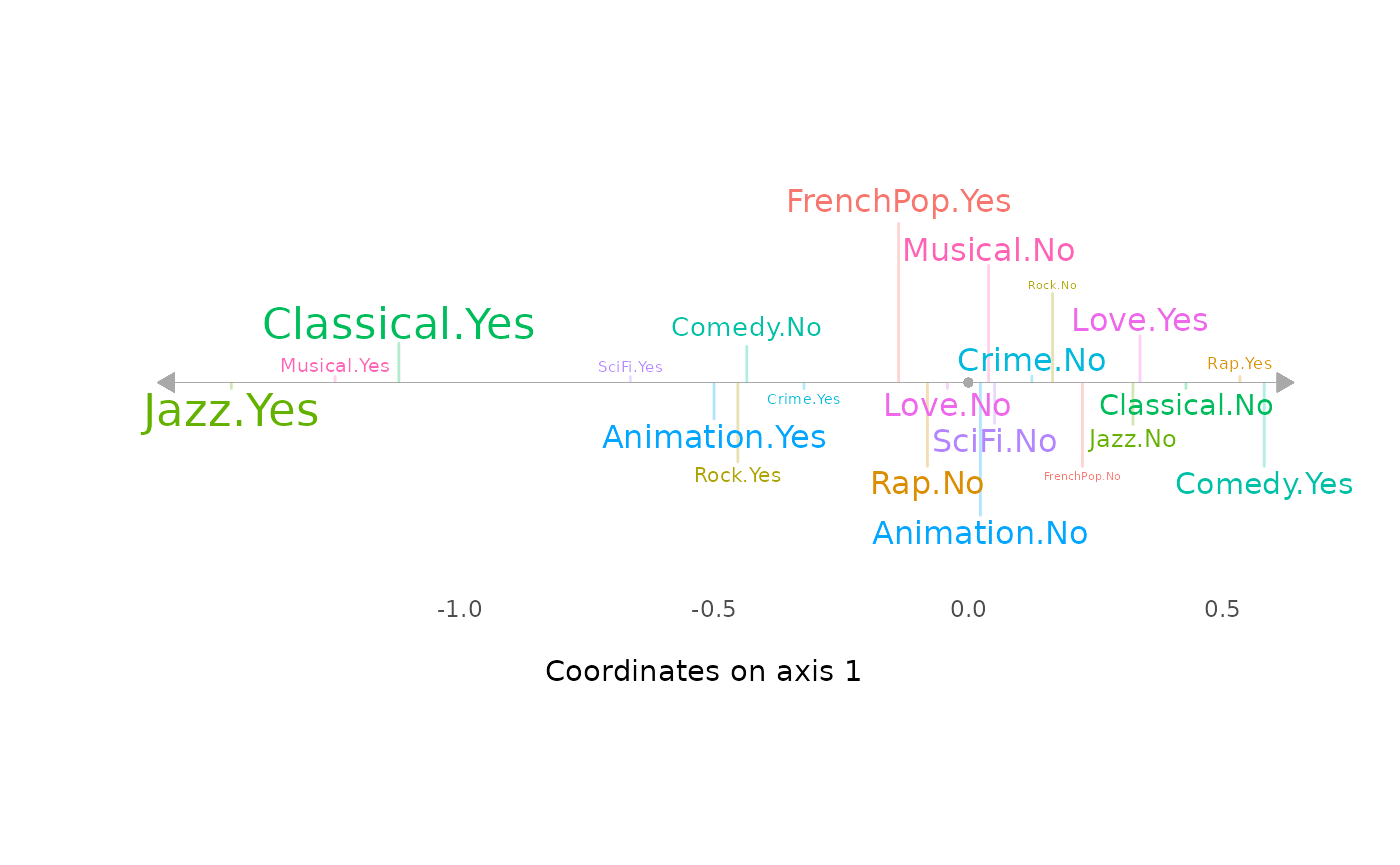 FrenchPop.Yes
Musical.No
Rock.No
Classical.Yes
Comedy.No
Love.Yes
Musical.Yes
SciFi.Yes
Crime.No
Rap.Yes
Jazz.Yes
Crime.Yes
Love.No
Classical.No
Animation.Yes
SciFi.No
Jazz.No
Rock.Yes
Rap.No
FrenchPop.No
Comedy.Yes
Animation.No
-1.0 -0.5 0.0 0.5
Coordinates on axis 1